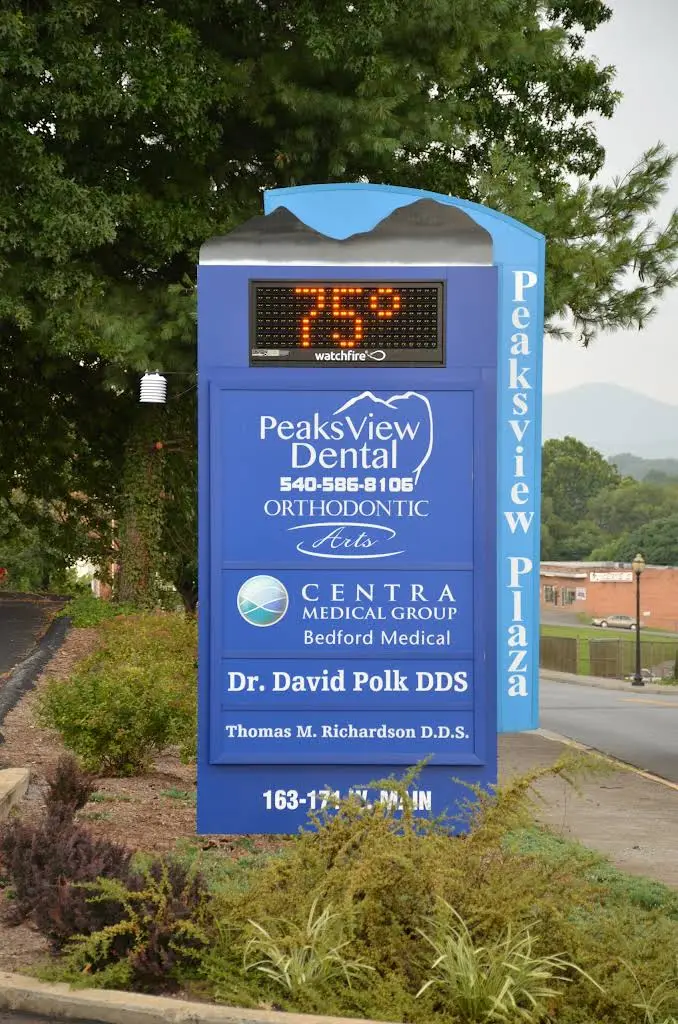 75°
watchfire
PeaksView
Dental
540-586-8106
ORTHODONTIC
Arts
CENTRA
MEDICAL GROUP
Bedford Medical
Dr. David Polk DDS
Thomas M. Richardson D.D.S.
163-171 W. MAIN
Peaksview Plaza